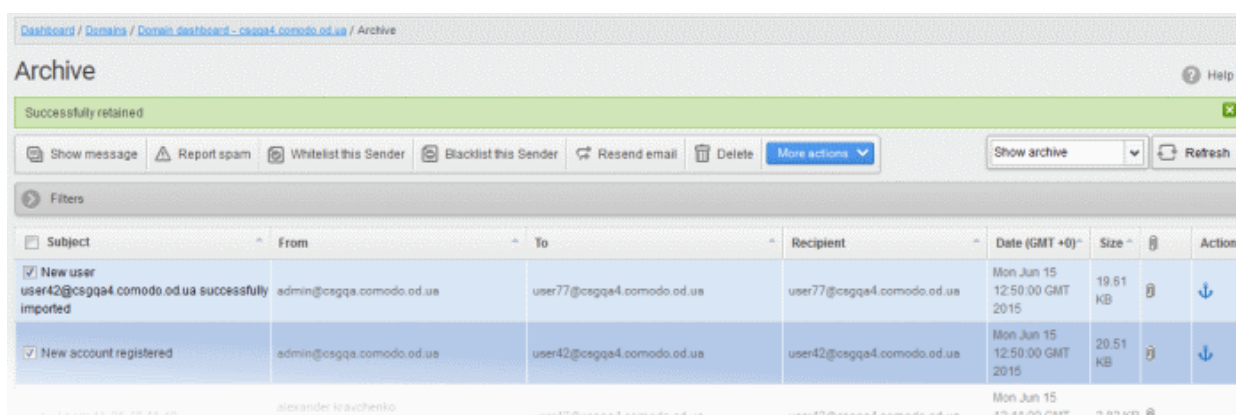 Dashboard / Domains / Domain dashboard - csgqa4.comodo.od.ua / Archive
Archive
Help
Successfully retained
Show message Report spam Whitelist this Sender Blacklist this Sender Resend email Delete More actions Show archive Refresh
Filters
Subject From To Recipient Date (GMT +0) Size Action
New user
user42@csgqa4.comodo.od.ua successfully
imported
admin@csgqa.comodo.od.ua
user77@csgqa4.comodo.od.ua
user77@csgqa4.comodo.od.ua
Mon Jun 15
12:50:00 GMT
2015
19.61
KB
New account registered
admin@csgqa.comodo.od.ua
user42@csgqa4.comodo.od.ua
user42@csgqa4.comodo.od.ua
Mon Jun 15
12:50:00 GMT
2015
20.51
KB
alexander kravchenko
Mon Jun 15